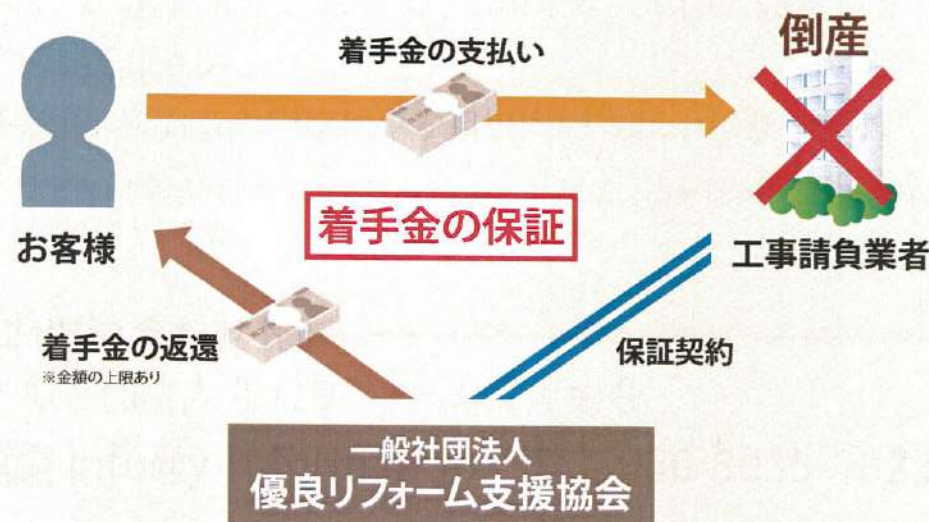 倒産
着手金の支払い
着手金の保証
お客様
工事請負業者
着手金の返還
※金額の上限あり
保証契約
一般社団法人
優良リフォーム支援協会